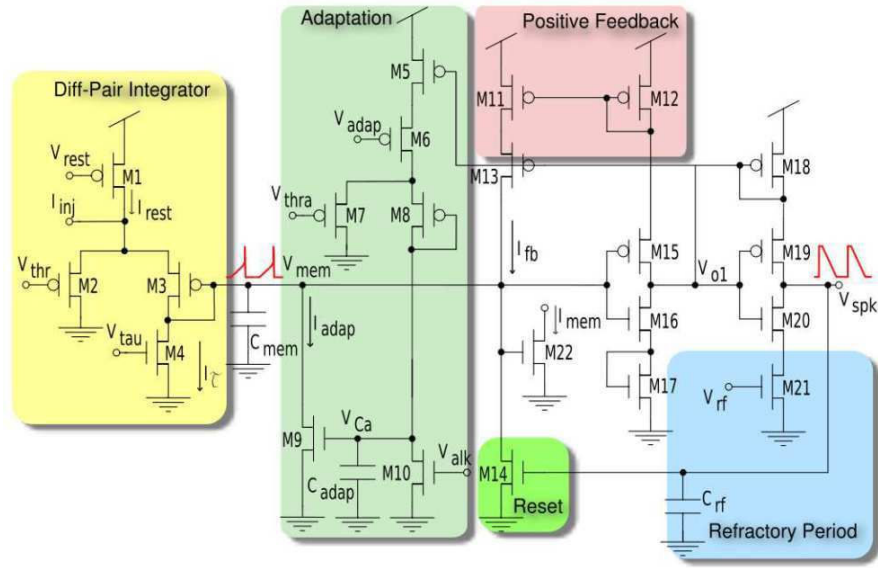 Adaptation
Positive Feedback
Diff-Pair Integrator
M5
M11
M12
V_adap
M6
V_rest
M1
M13
M18
I_inj
I_rest
V_thra
M7
M8
I_fb
M15
M19
V_thr
M2
M3
V_mem
V_o1
V_spk
V_tau
M4
C_mem
I_adap
I_mem
M16
M20
I_τ
M22
M17
V_rf
M21
M9
V_Ca
V_alk
M14
C_adap
M10
Reset
C_rf
Refractory Period